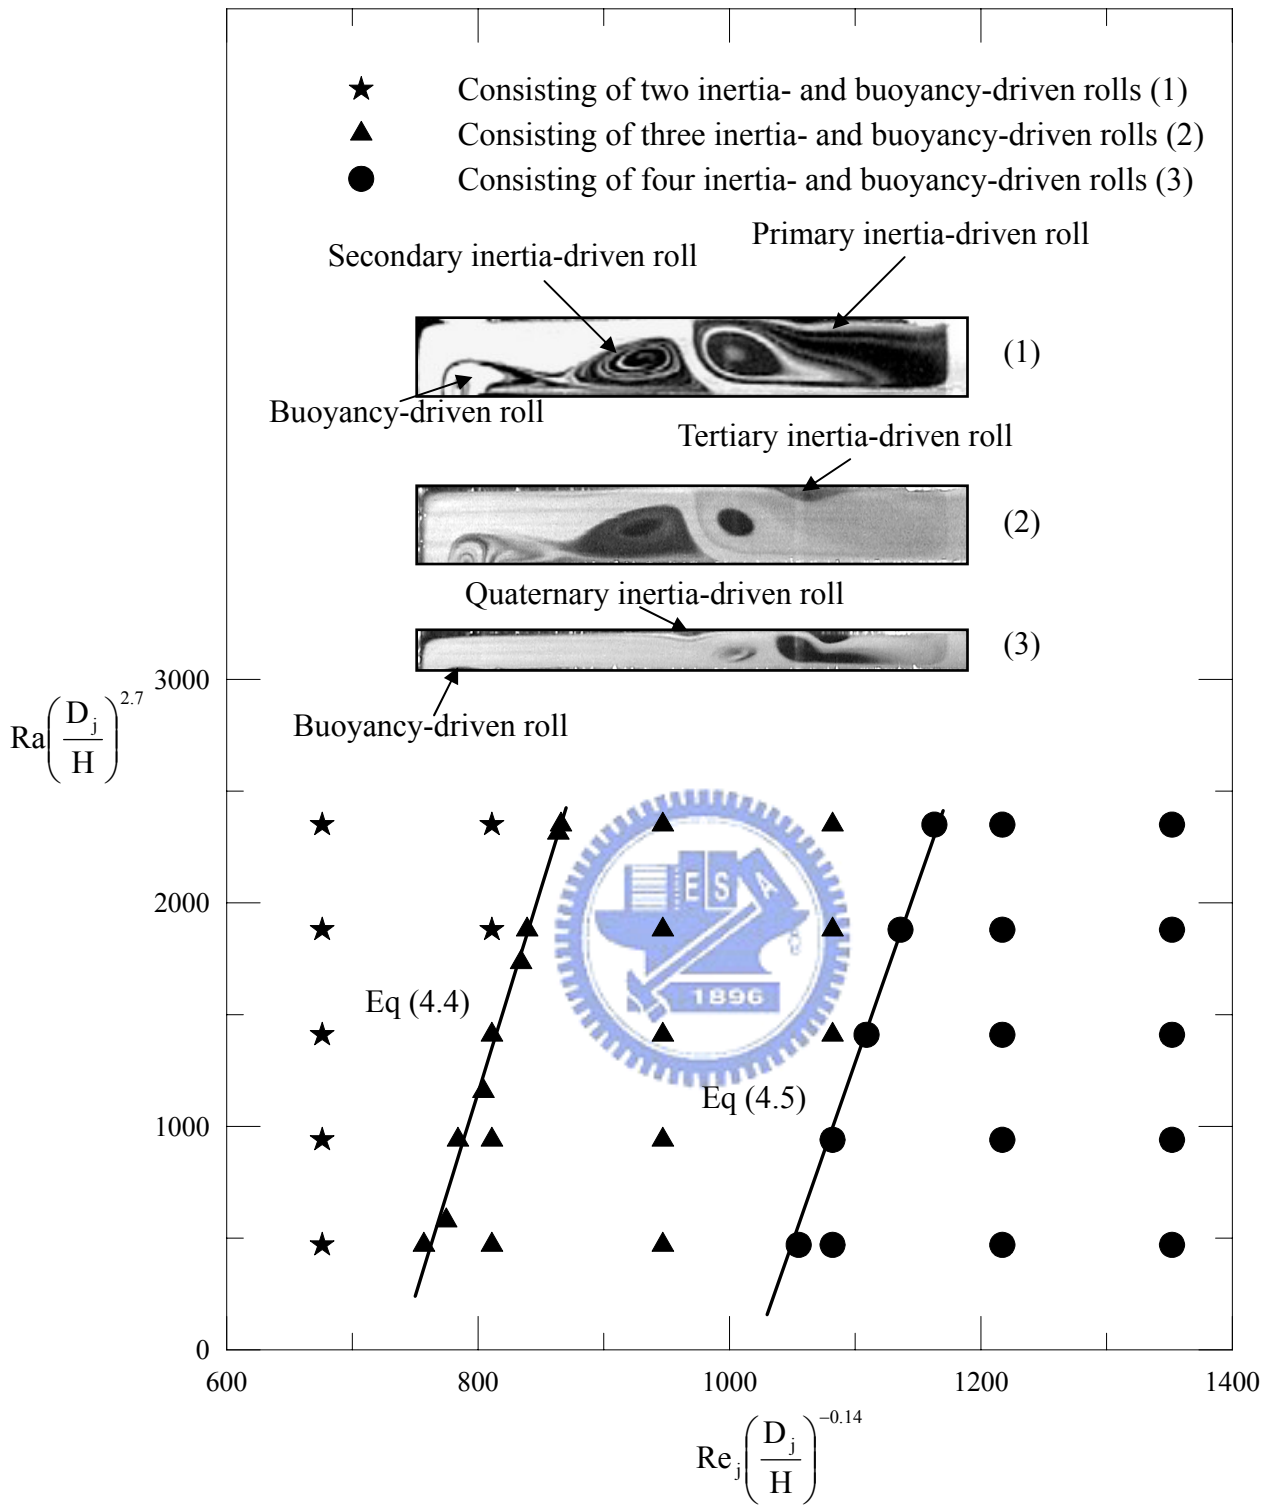 ★ Consisting of two inertia- and buoyancy-driven rolls (1)
▲ Consisting of three inertia- and buoyancy-driven rolls (2)
● Consisting of four inertia- and buoyancy-driven rolls (3)
Primary inertia-driven roll
Secondary inertia-driven roll
(1)
Buoyancy-driven roll
Tertiary inertia-driven roll
(2)
Quaternary inertia-driven roll
(3)
Buoyancy-driven roll
Ra(D_j/H)^2.7
3000
2000
1000
0
E S A
1896
Eq (4.4)
Eq (4.5)
600 800 1000 1200 1400
Re_j(D_j/H)^−0.14